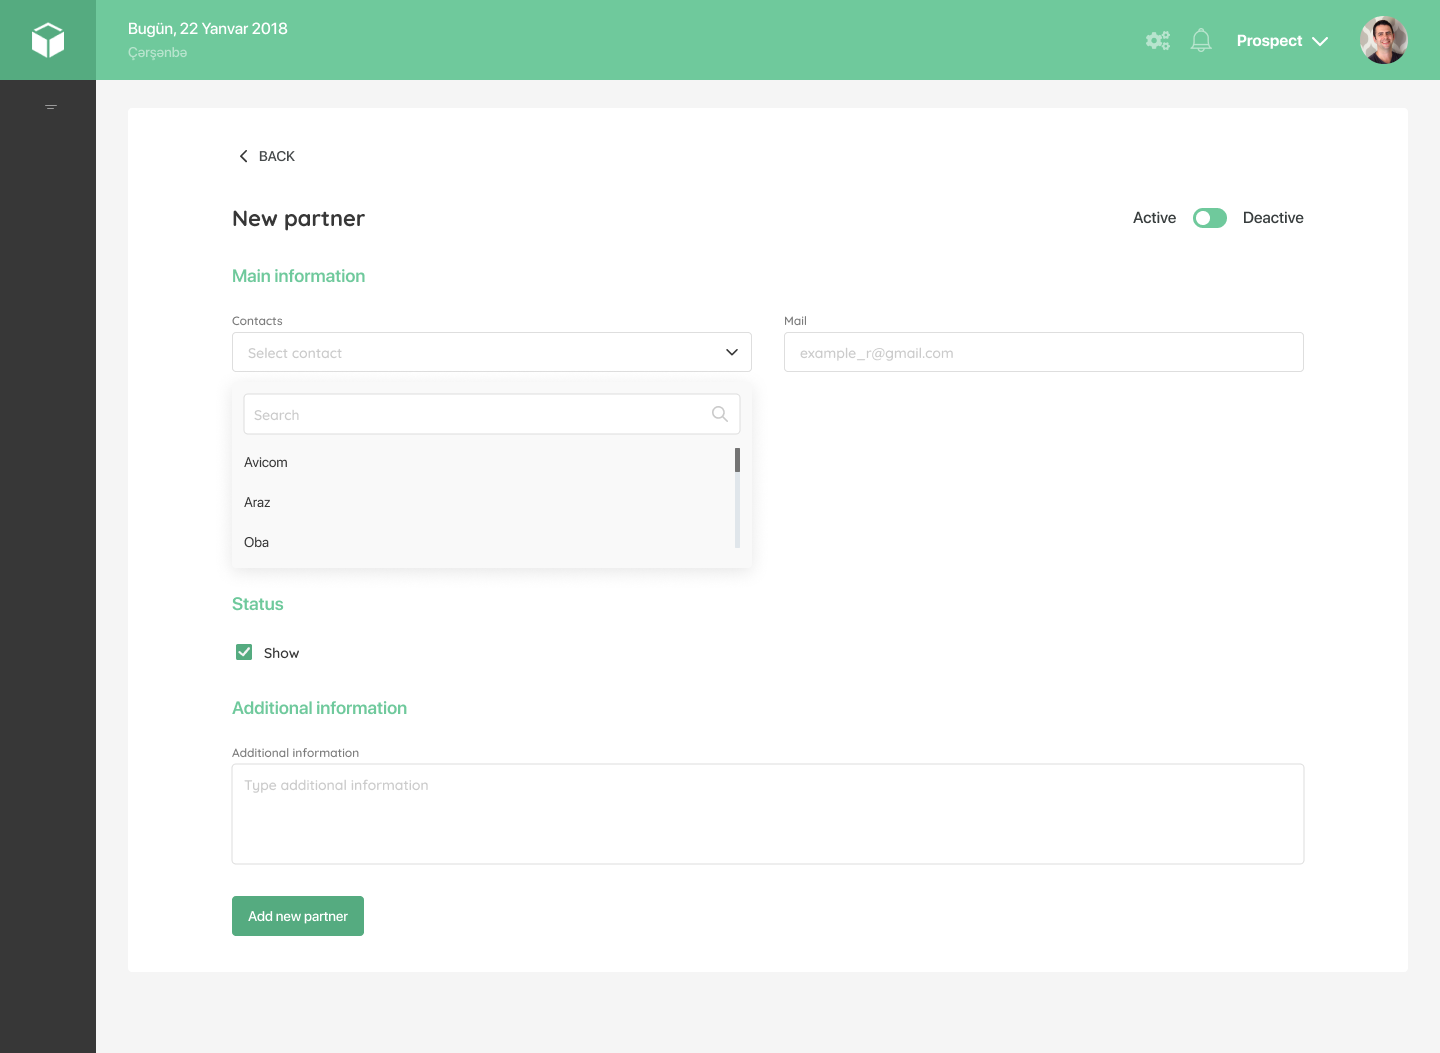 Bugün, 22 Yanvar 2018
Çərşənbə
Prospect
BACK
New partner
Active
Deactive
Main information
Contacts
Select contact
Mail
example_r@gmail.com
Search
Avicom
Araz
Oba
Status
Show
Additional information
Additional information
Type additional information
Add new partner